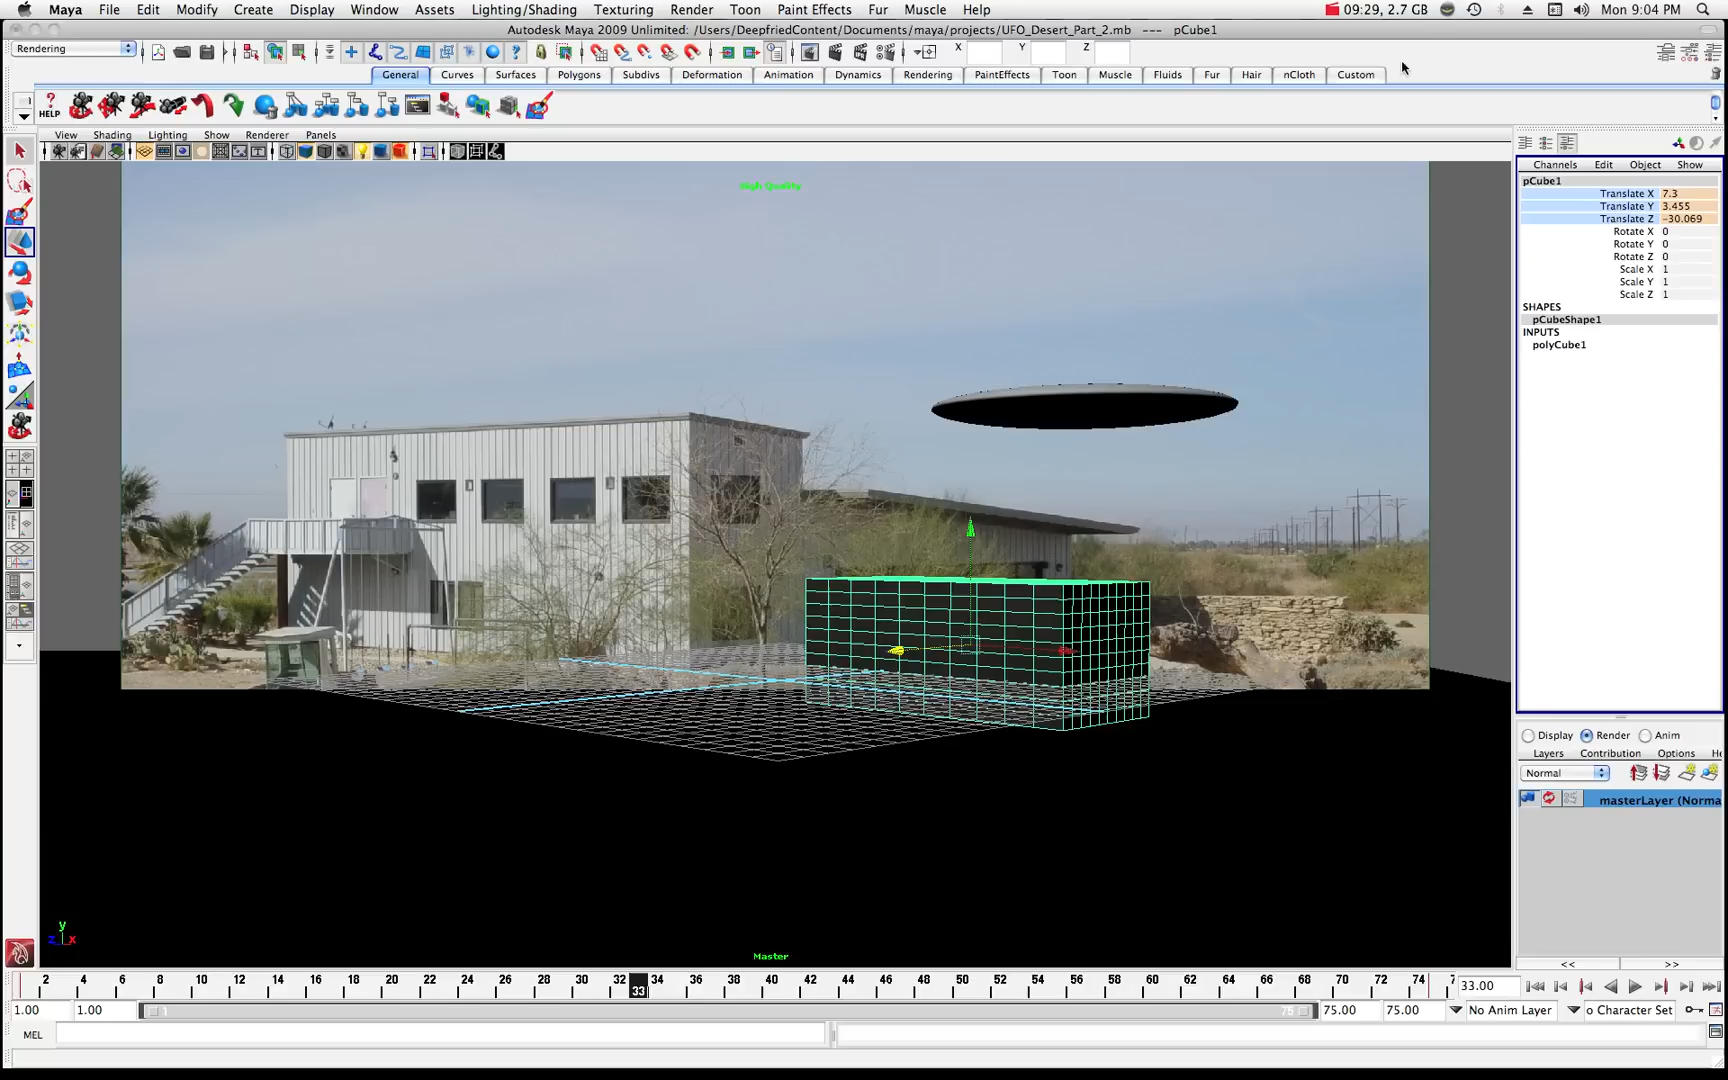 Maya File Edit Modify Create Display Window Assets Lighting/Shading Texturing Render Toon Paint Effects Fur Muscle Help 09:29, 2.7 GB Mon 9:04 PM
Autodesk Maya 2009 Unlimited: /Users/DeepfriedContent/Documents/maya/projects/UFO_Desert_Part_2.mb --- pCube1
Rendering X Y Z
General Curves Surfaces Polygons Subdivs Deformation Animation Dynamics Rendering PaintEffects Toon Muscle Fluids Fur Hair nCloth Custom
? HELP
View Shading Lighting Show Renderer Panels
Channels Edit Object Show
High Quality
pCube1
Translate X 7.3
Translate Y 3.455
Translate Z -30.069
Rotate X 0
Rotate Y 0
Rotate Z 0
Scale X 1
Scale Y 1
Scale Z 1
SHAPES
pCubeShape1
INPUTS
polyCube1
Display Render Anim
Layers Contribution Options He
Normal
masterLayer (Norma
y
z x
Master
<< >>
2 4 6 8 10 12 14 16 18 20 22 24 26 28 30 32 34 36 38 40 42 44 46 48 50 52 54 56 58 60 62 64 66 68 70 72 74 7
33 33.00
1.00 1.00 1 75 75.00 75.00 No Anim Layer o Character Set
MEL